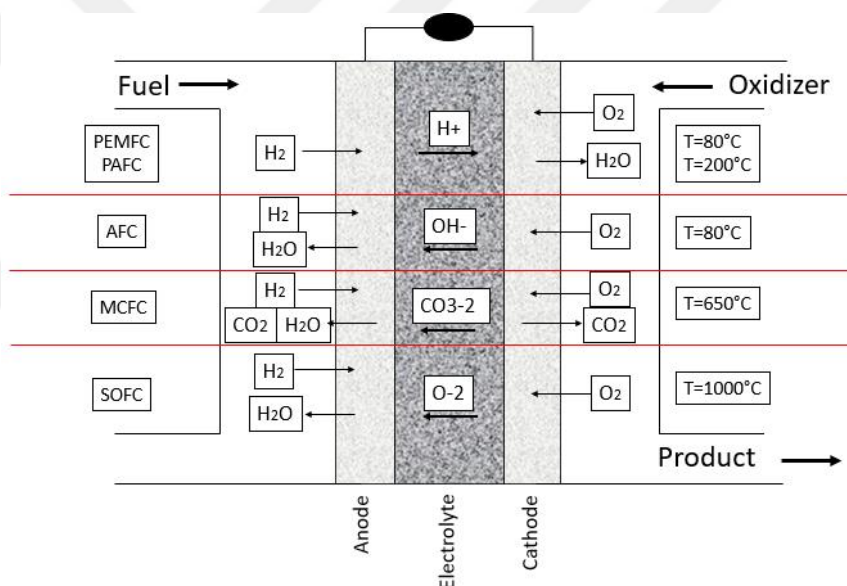 Fuel
Oxidizer
PEMFC
PAFC
H2
H+
O2
H2O
T=80°C
T=200°C
AFC
H2
H2O
OH-
O2
T=80°C
MCFC
H2
CO2 H2O
CO3-2
O2
CO2
T=650°C
SOFC
H2
H2O
O-2
O2
T=1000°C
Product
Anode
Electrolyte
Cathode